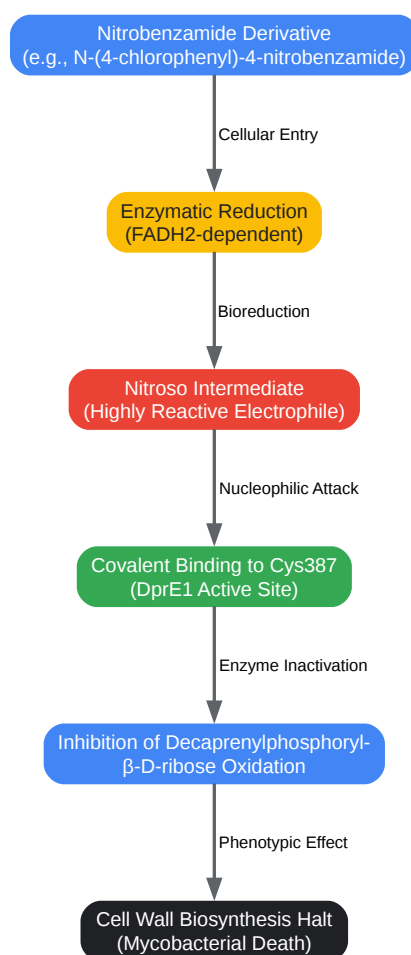 Nitrobenzamide Derivative
(e.g., N-(4-chlorophenyl)-4-nitrobenzamide)
Cellular Entry
Enzymatic Reduction
(FADH2-dependent)
Bioreduction
Nitroso Intermediate
(Highly Reactive Electrophile)
Nucleophilic Attack
Covalent Binding to Cys387
(DprE1 Active Site)
Enzyme Inactivation
Inhibition of Decaprenylphosphoryl-
β-D-ribose Oxidation
Phenotypic Effect
Cell Wall Biosynthesis Halt
(Mycobacterial Death)